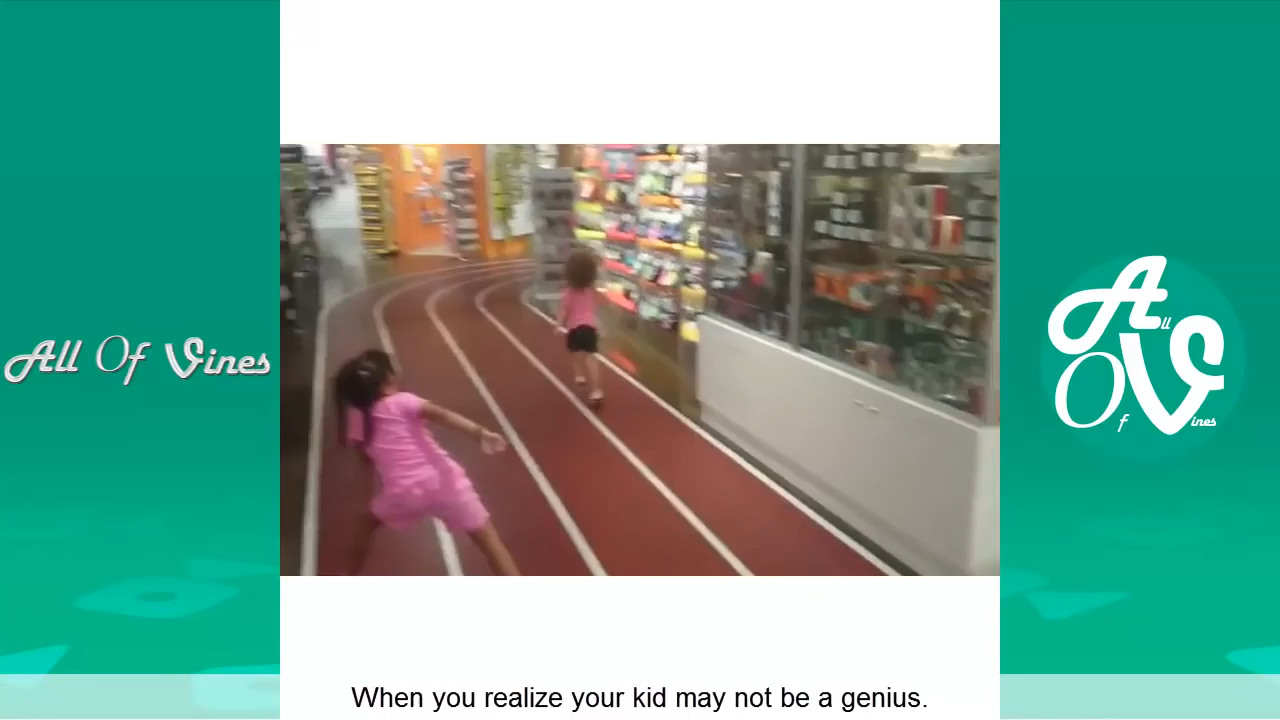 All Of Vines
All
Of Vines
When you realize your kid may not be a genius.